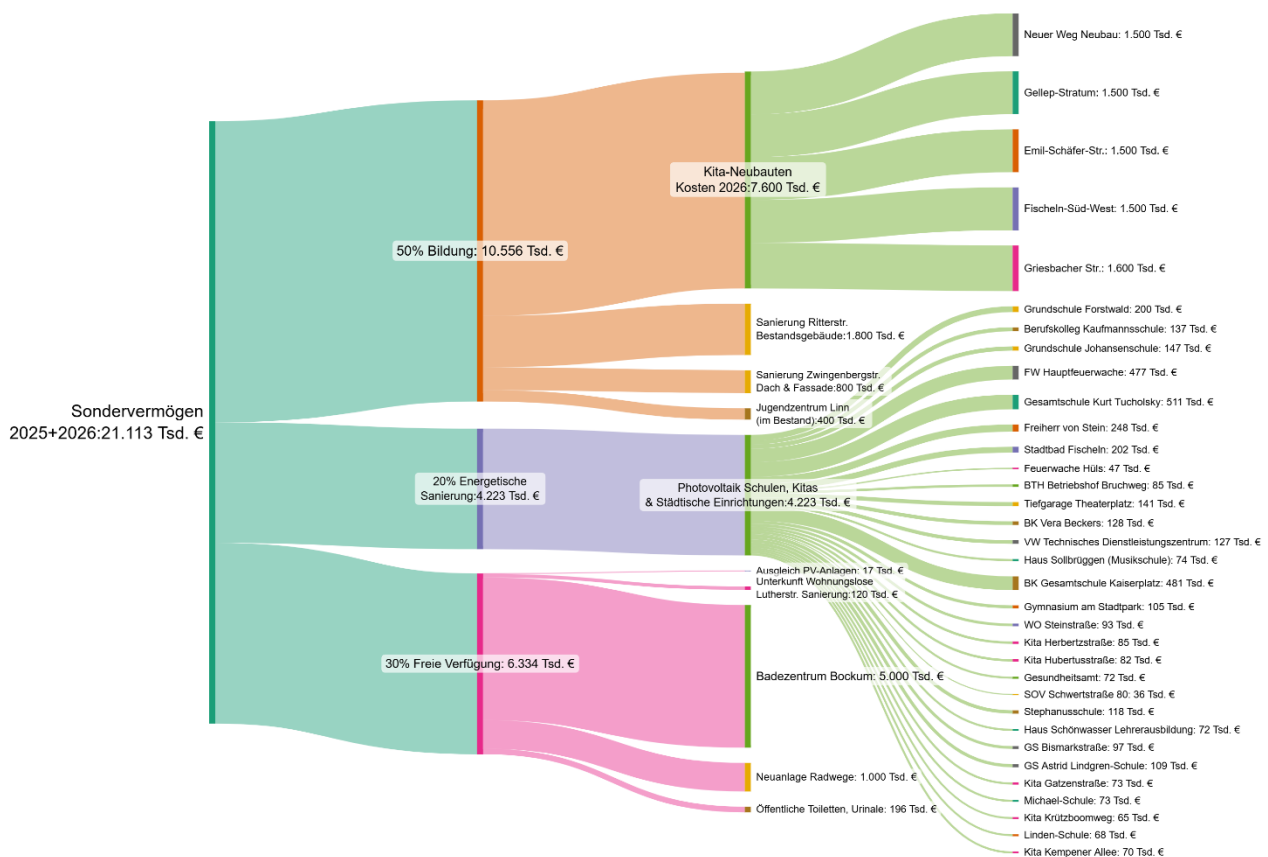 Sondervermögen
2025+2026:21.113 Tsd. €
50% Bildung: 10.556 Tsd. €
20% Energetische
Sanierung:4.223 Tsd. €
30% Freie Verfügung: 6.334 Tsd. €
Kita-Neubauten
Kosten 2026:7.600 Tsd. €
Sanierung Ritterstr.
Bestandsgebäude:1.800 Tsd. €
Sanierung Zwingenbergstr.
Dach & Fassade:800 Tsd. €
Jugendzentrum Linn
(im Bestand):400 Tsd. €
Photovoltaik Schulen, Kitas
& Städtische Einrichtungen:4.223 Tsd. €
Ausgleich PV-Anlagen: 17 Tsd. €
Unterkunft Wohnungslose
Lutherstr. Sanierung:120 Tsd. €
Badezentrum Bockum: 5.000 Tsd. €
Neuanlage Radwege: 1.000 Tsd. €
Öffentliche Toiletten, Urinale: 196 Tsd. €
Neuer Weg Neubau: 1.500 Tsd. €
Gellep-Stratum: 1.500 Tsd. €
Emil-Schäfer-Str.: 1.500 Tsd. €
Fischeln-Süd-West: 1.500 Tsd. €
Griesbacher Str.: 1.600 Tsd. €
Grundschule Forstwald: 200 Tsd. €
Berufskolleg Kaufmannsschule: 137 Tsd. €
Grundschule Johansenschule: 147 Tsd. €
FW Hauptfeuerwache: 477 Tsd. €
Gesamtschule Kurt Tucholsky: 511 Tsd. €
Freiherr von Stein: 248 Tsd. €
Stadtbad Fischeln: 202 Tsd. €
Feuerwache Hüls: 47 Tsd. €
BTH Betriebshof Bruchweg: 85 Tsd. €
Tiefgarage Theaterplatz: 141 Tsd. €
BK Vera Beckers: 128 Tsd. €
VW Technisches Dienstleistungszentrum: 127 Tsd. €
Haus Sollbrüggen (Musikschule): 74 Tsd. €
BK Gesamtschule Kaiserplatz: 481 Tsd. €
Gymnasium am Stadtpark: 105 Tsd. €
WO Steinstraße: 93 Tsd. €
Kita Herbertzstraße: 85 Tsd. €
Kita Hubertusstraße: 82 Tsd. €
Gesundheitsamt: 72 Tsd. €
SOV Schwertstraße 80: 36 Tsd. €
Stephanusschule: 118 Tsd. €
Haus Schönwasser Lehrerausbildung: 72 Tsd. €
GS Bismarkstraße: 97 Tsd. €
GS Astrid Lindgren-Schule: 109 Tsd. €
Kita Gatzenstraße: 73 Tsd. €
Michael-Schule: 73 Tsd. €
Kita Krützboomweg: 65 Tsd. €
Linden-Schule: 68 Tsd. €
Kita Kempener Allee: 70 Tsd. €